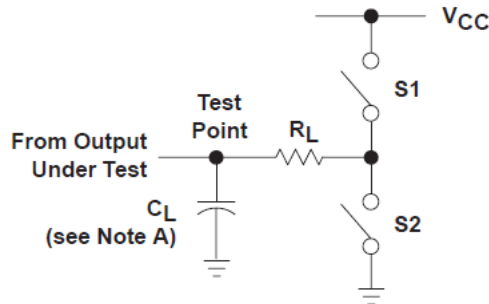 VCC
S1
Test
Point
RL
From Output
Under Test
CL
(see Note A)
S2